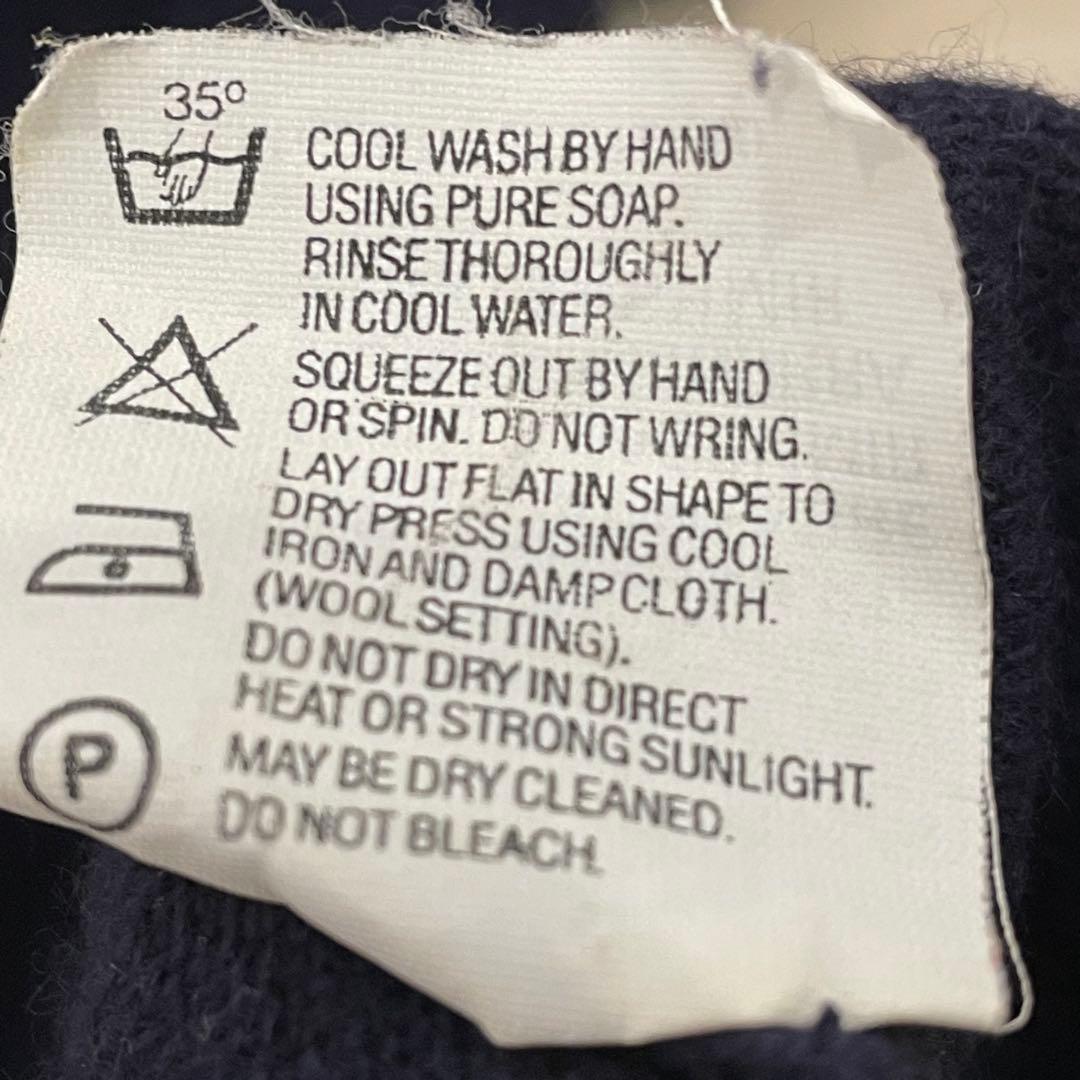 35°
COOL WASH BY HAND
USING PURE SOAP.
RINSE THOROUGHLY
IN COOL WATER.
SQUEEZE OUT BY HAND
OR SPIN. DO NOT WRING.
LAY OUT FLAT IN SHAPE TO
DRY PRESS USING COOL
IRON AND DAMP CLOTH.
(WOOL SETTING).
DO NOT DRY IN DIRECT
HEAT OR STRONG SUNLIGHT.
MAY BE DRY CLEANED.
DO NOT BLEACH.
P